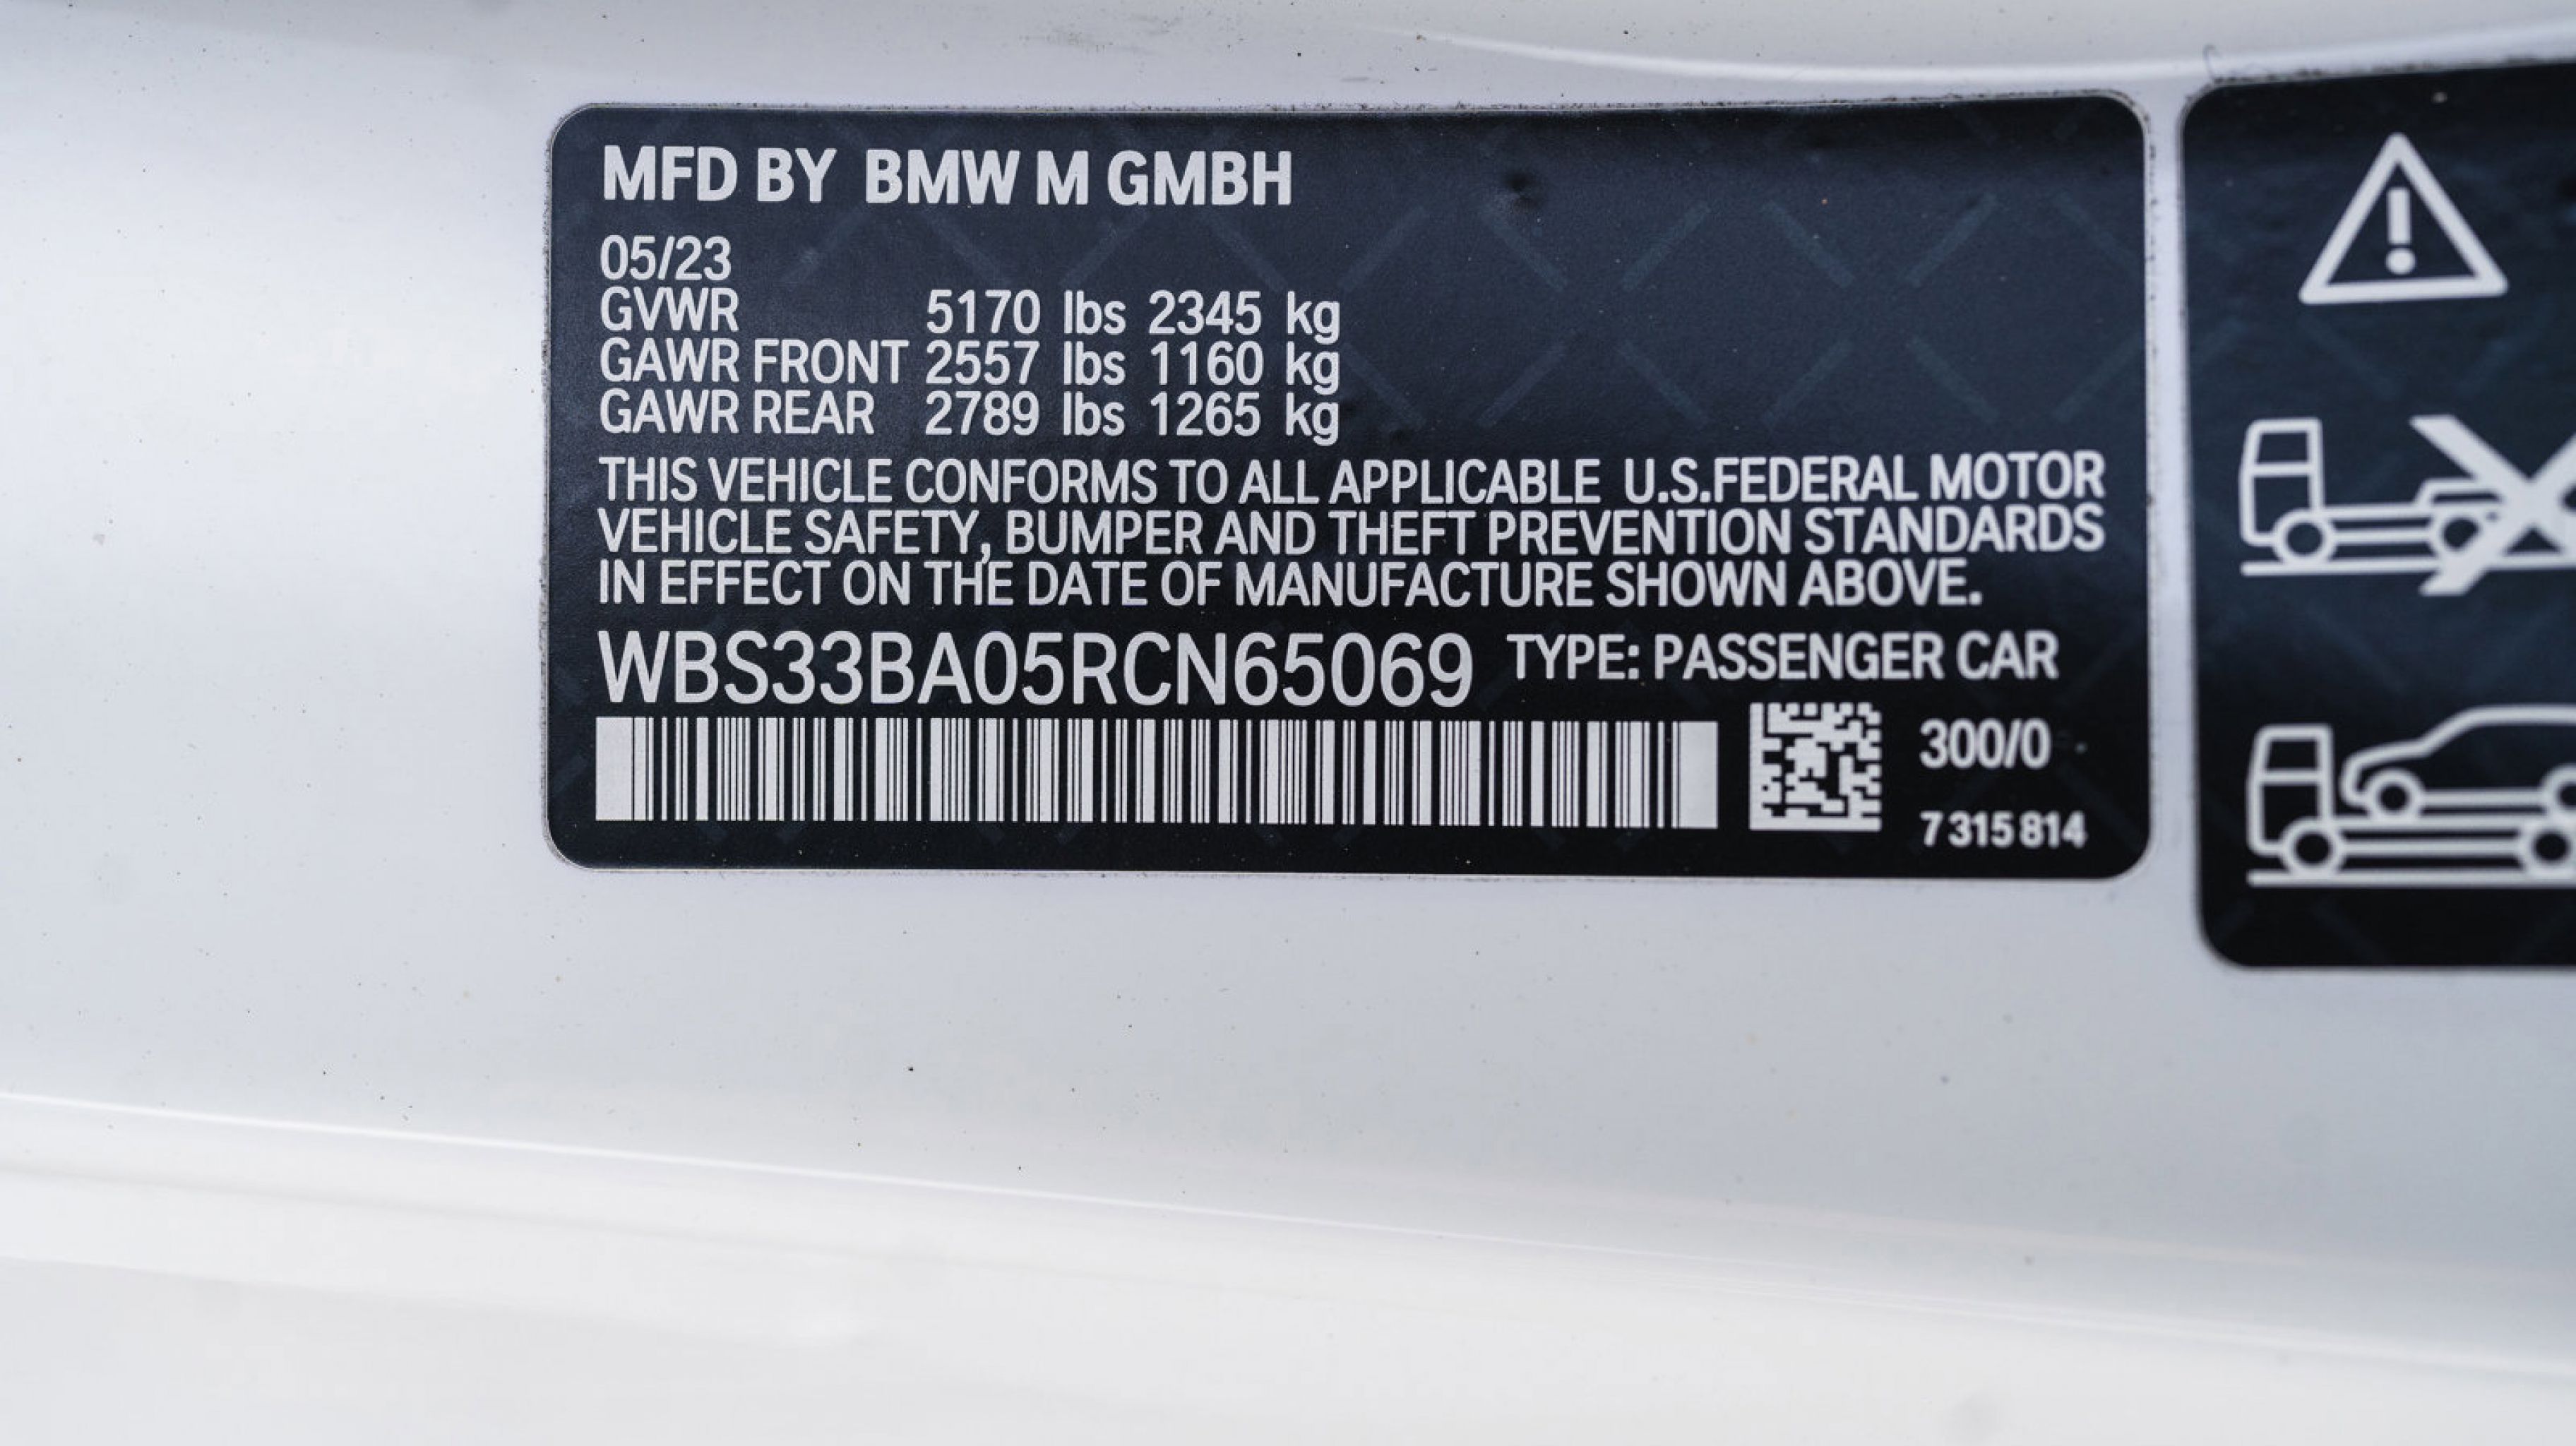 MFD BY BMW M GMBH
05/23
GVWR 5170 lbs 2345 kg
GAWR FRONT 2557 lbs 1160 kg
GAWR REAR 2789 lbs 1265 kg
THIS VEHICLE CONFORMS TO ALL APPLICABLE U.S.FEDERAL MOTOR
VEHICLE SAFETY, BUMPER AND THEFT PREVENTION STANDARDS
IN EFFECT ON THE DATE OF MANUFACTURE SHOWN ABOVE.
WBS33BA05RCN65069 TYPE: PASSENGER CAR
300/0
7 315 814